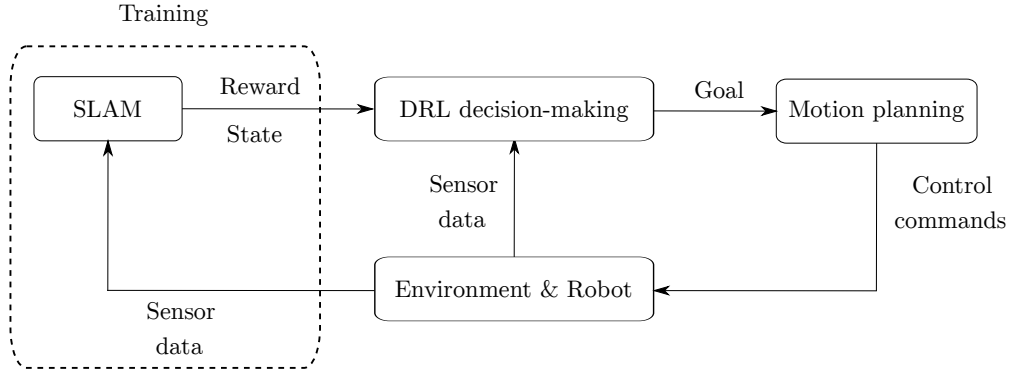 Training
SLAM
Reward
State
DRL decision-making
Goal
Motion planning
Sensor
data
Control
commands
Environment & Robot
Sensor
data